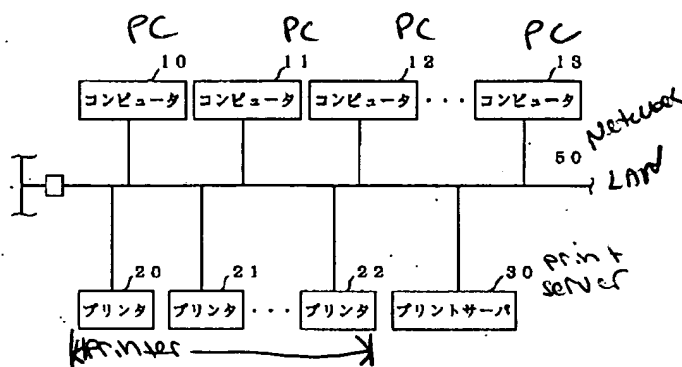 PC PC PC PC
10 11 12 13
コンピュータ コンピュータ コンピュータ ・・・ コンピュータ
50 Network
LAN
20 21 22 30 print server
プリンタ プリンタ ・・・ プリンタ プリントサーバ
printer